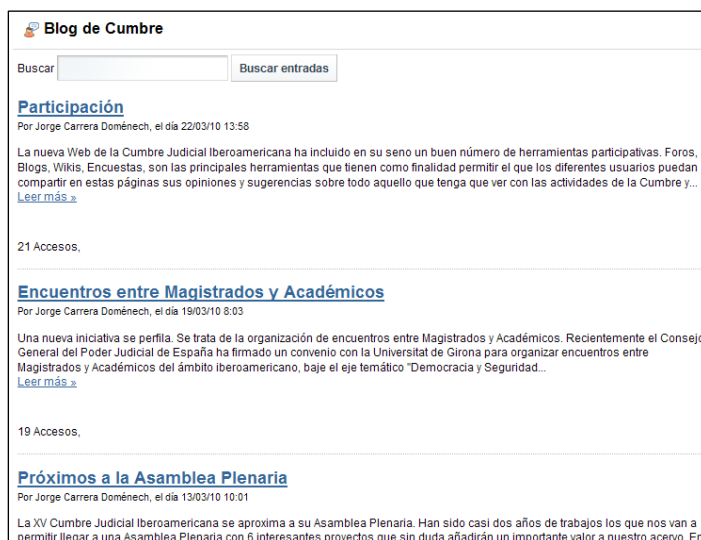 Blog de Cumbre
Buscar Buscar entradas
Participación
Por Jorge Carrera Doménech, el día 22/03/10 13:58
La nueva Web de la Cumbre Judicial Iberoamericana ha incluido en su seno un buen número de herramientas participativas. Foros,
Blogs, Wikis, Encuestas, son las principales herramientas que tienen como finalidad permitir el que los diferentes usuarios puedan
compartir en estas páginas sus opiniones y sugerencias sobre todo aquello que tenga que ver con las actividades de la Cumbre y...
Leer más »
21 Accesos,
Encuentros entre Magistrados y Académicos
Por Jorge Carrera Doménech, el día 19/03/10 8:03
Una nueva iniciativa se perfila. Se trata de la organización de encuentros entre Magistrados y Académicos. Recientemente el Consejo
General del Poder Judicial de España ha firmado un convenio con la Universitat de Girona para organizar encuentros entre
Magistrados y Académicos del ámbito iberoamericano, baje el eje temático "Democracia y Seguridad...
Leer más »
19 Accesos,
Próximos a la Asamblea Plenaria
Por Jorge Carrera Doménech, el día 13/03/10 10:01
La XV Cumbre Judicial Iberoamericana se aproxima a su Asamblea Plenaria. Han sido casi dos años de trabajos los que nos van a
permitir llegar a una Asamblea Plenaria con 6 interesantes proyectos que sin duda añadirán un importante valor a nuestro acervo. En